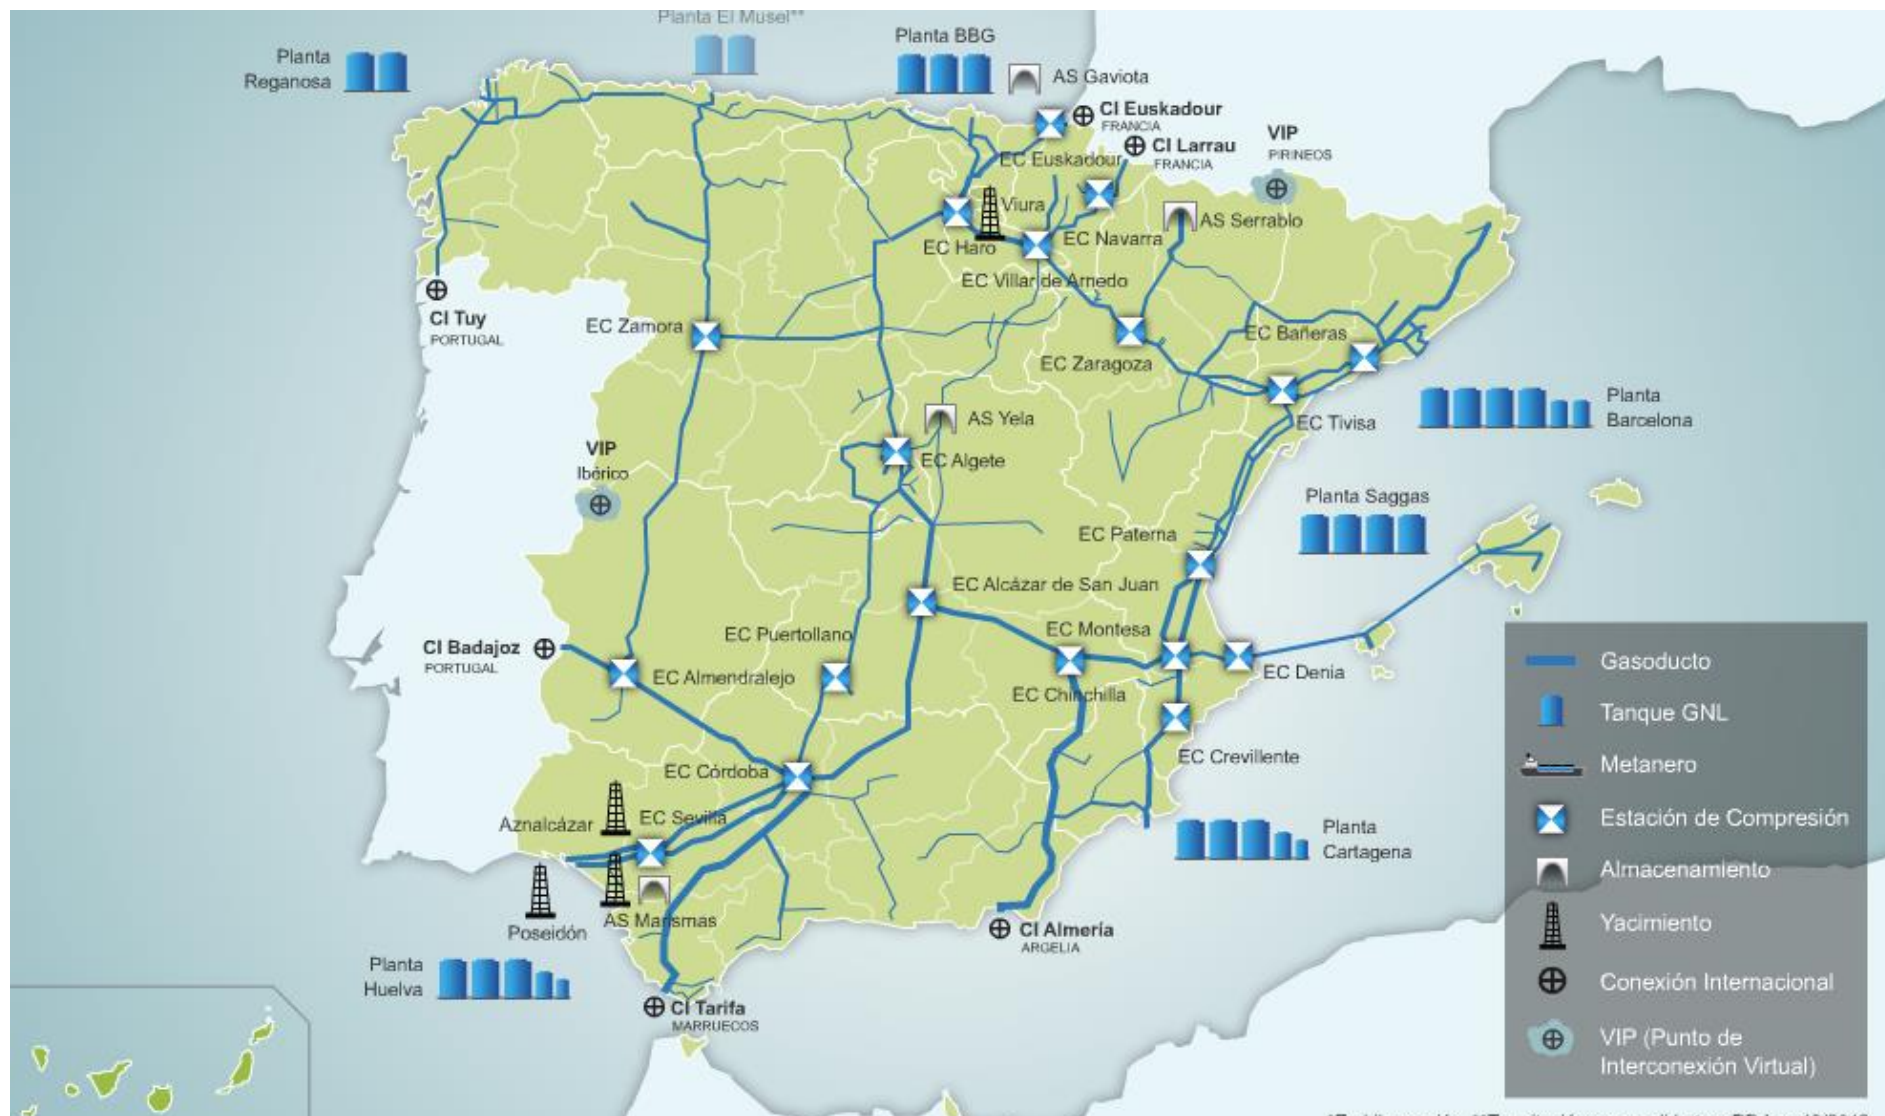 Planta El Musel**
Planta
Reganosa
Planta BBG
AS Gaviota
CI Euskadour
FRANCIA
EC Euskadour
CI Larrau
FRANCIA
VIP
PIRINEOS
Viura
EC Haro
EC Navarra
AS Serrablo
EC Villar de Arnedo
CI Tuy
PORTUGAL
EC Zamora
EC Zaragoza
EC Bañeras
EC Tivisa
Planta
Barcelona
AS Yela
EC Algete
VIP
Ibérico
Planta Saggas
EC Paterna
EC Alcázar de San Juan
EC Puertollano
EC Montesa
CI Badajoz
PORTUGAL
EC Almendralejo
EC Denia
EC Chinchilla
EC Crevillente
EC Córdoba
Aznalcázar
EC Sevilla
Planta
Cartagena
Poseidón
AS Marismas
CI Almería
ARGELIA
Planta
Huelva
CI Tarifa
MARRUECOS
Gasoducto
Tanque GNL
Metanero
Estación de Compresión
Almacenamiento
Yacimiento
Conexión Internacional
VIP (Punto de
Interconexión Virtual)